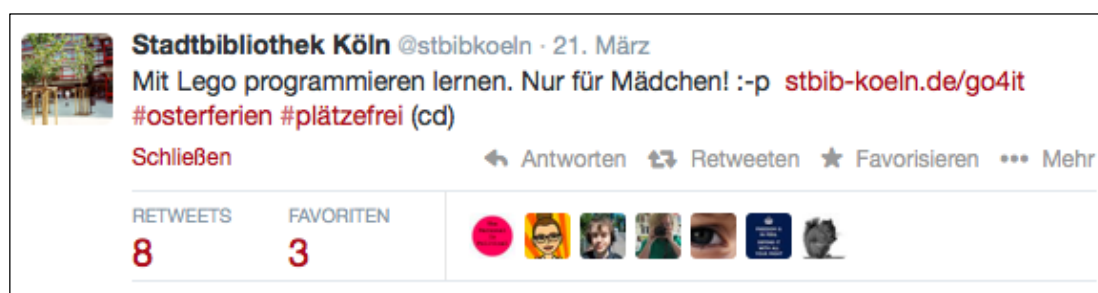 Stadtbibliothek Köln @stbibkoeln · 21. März
Mit Lego programmieren lernen. Nur für Mädchen! :-p stbib-koeln.de/go4it
#osterferien #plätzefrei (cd)
Schließen Antworten Retweeten Favorisieren Mehr
RETWEETS FAVORITEN
8 3